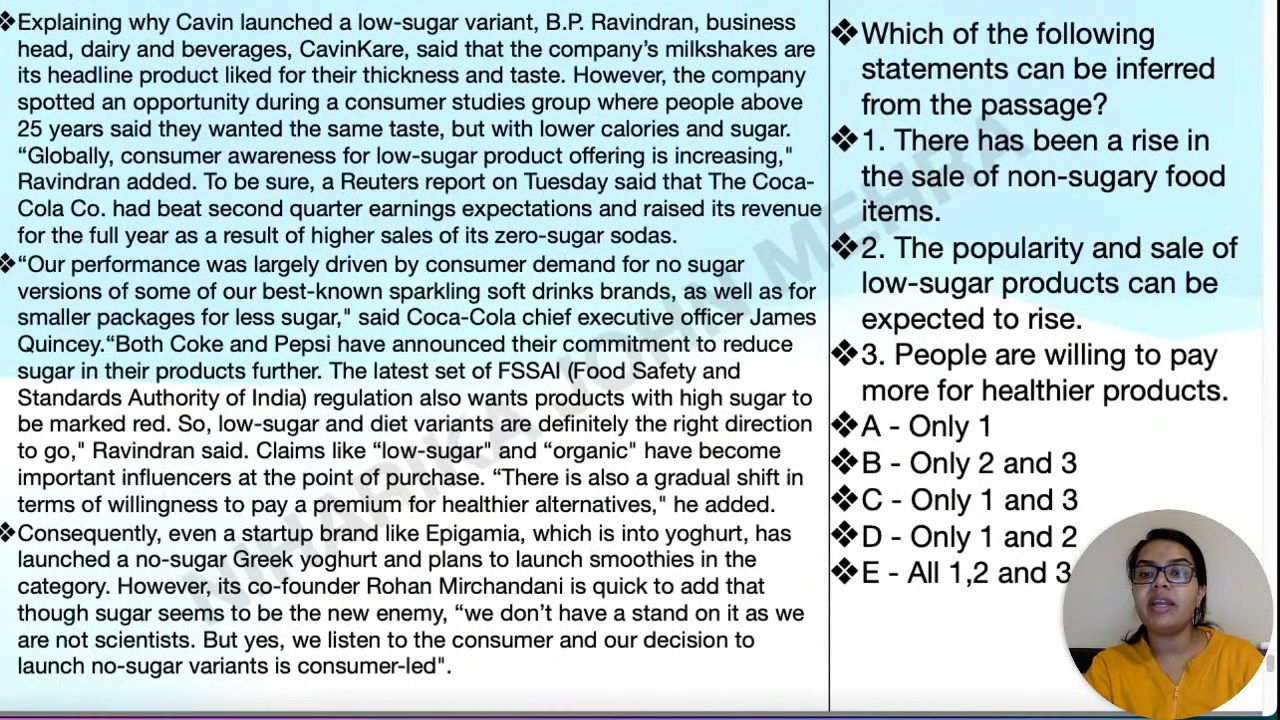 ❖Explaining why Cavin launched a low-sugar variant, B.P. Ravindran, business
head, dairy and beverages, CavinKare, said that the company’s milkshakes are
its headline product liked for their thickness and taste. However, the company
spotted an opportunity during a consumer studies group where people above
25 years said they wanted the same taste, but with lower calories and sugar.
“Globally, consumer awareness for low-sugar product offering is increasing,"
Ravindran added. To be sure, a Reuters report on Tuesday said that The Coca-
Cola Co. had beat second quarter earnings expectations and raised its revenue
for the full year as a result of higher sales of its zero-sugar sodas.
❖“Our performance was largely driven by consumer demand for no sugar
versions of some of our best-known sparkling soft drinks brands, as well as for
smaller packages for less sugar," said Coca-Cola chief executive officer James
Quincey.“Both Coke and Pepsi have announced their commitment to reduce
sugar in their products further. The latest set of FSSAI (Food Safety and
Standards Authority of India) regulation also wants products with high sugar to
be marked red. So, low-sugar and diet variants are definitely the right direction
to go," Ravindran said. Claims like “low-sugar" and “organic" have become
important influencers at the point of purchase. “There is also a gradual shift in
terms of willingness to pay a premium for healthier alternatives," he added.
❖Consequently, even a startup brand like Epigamia, which is into yoghurt, has
launched a no-sugar Greek yoghurt and plans to launch smoothies in the
category. However, its co-founder Rohan Mirchandani is quick to add that
though sugar seems to be the new enemy, “we don’t have a stand on it as we
are not scientists. But yes, we listen to the consumer and our decision to
launch no-sugar variants is consumer-led".
❖Which of the following
statements can be inferred
from the passage?
❖1. There has been a rise in
the sale of non-sugary food
items.
❖2. The popularity and sale of
low-sugar products can be
expected to rise.
❖3. People are willing to pay
more for healthier products.
❖A - Only 1
❖B - Only 2 and 3
❖C - Only 1 and 3
❖D - Only 1 and 2
❖E - All 1,2 and 3
NIHARIKA JOHN MEHRA